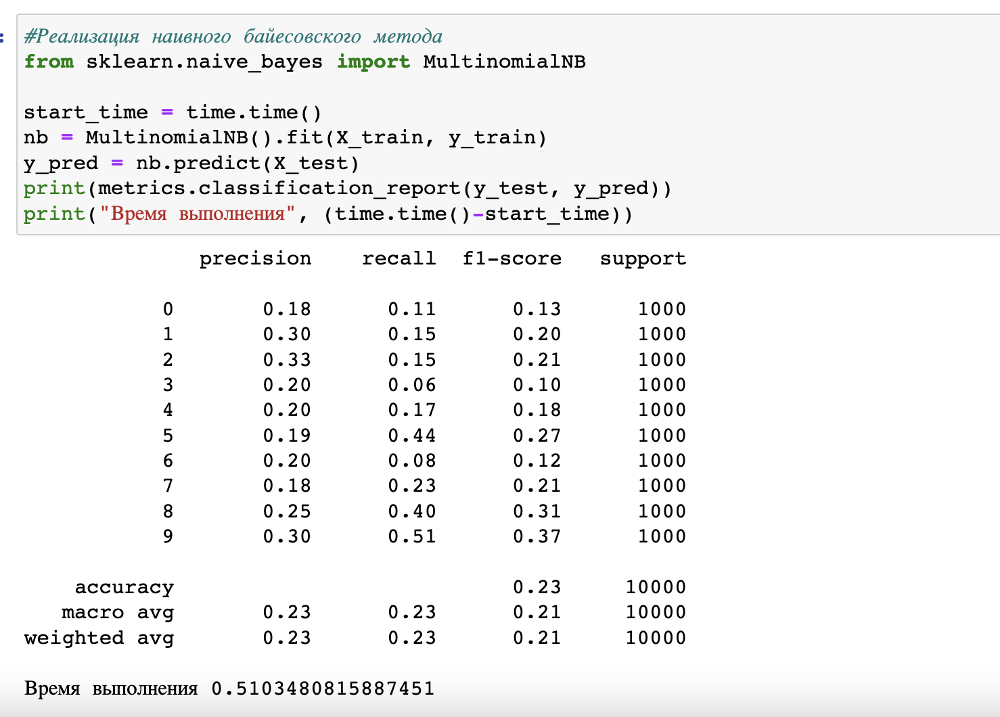 :
#Реализация наивного байесовского метода
from sklearn.naive_bayes import MultinomialNB
start_time = time.time()
nb = MultinomialNB().fit(X_train, y_train)
y_pred = nb.predict(X_test)
print(metrics.classification_report(y_test, y_pred))
print("Время выполнения", (time.time()-start_time))
precision recall f1-score support
0 0.18 0.11 0.13 1000
1 0.30 0.15 0.20 1000
2 0.33 0.15 0.21 1000
3 0.20 0.06 0.10 1000
4 0.20 0.17 0.18 1000
5 0.19 0.44 0.27 1000
6 0.20 0.08 0.12 1000
7 0.18 0.23 0.21 1000
8 0.25 0.40 0.31 1000
9 0.30 0.51 0.37 1000
accuracy 0.23 10000
macro avg 0.23 0.23 0.21 10000
weighted avg 0.23 0.23 0.21 10000
Время выполнения 0.5103480815887451